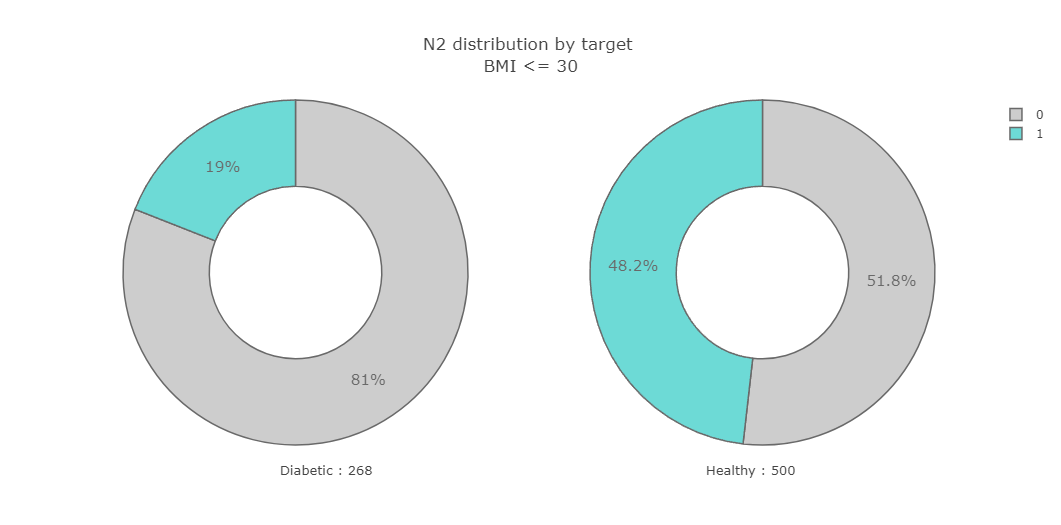 N2 distribution by target
BMI <= 30
0
1
19%
81%
48.2%
51.8%
Diabetic : 268
Healthy : 500